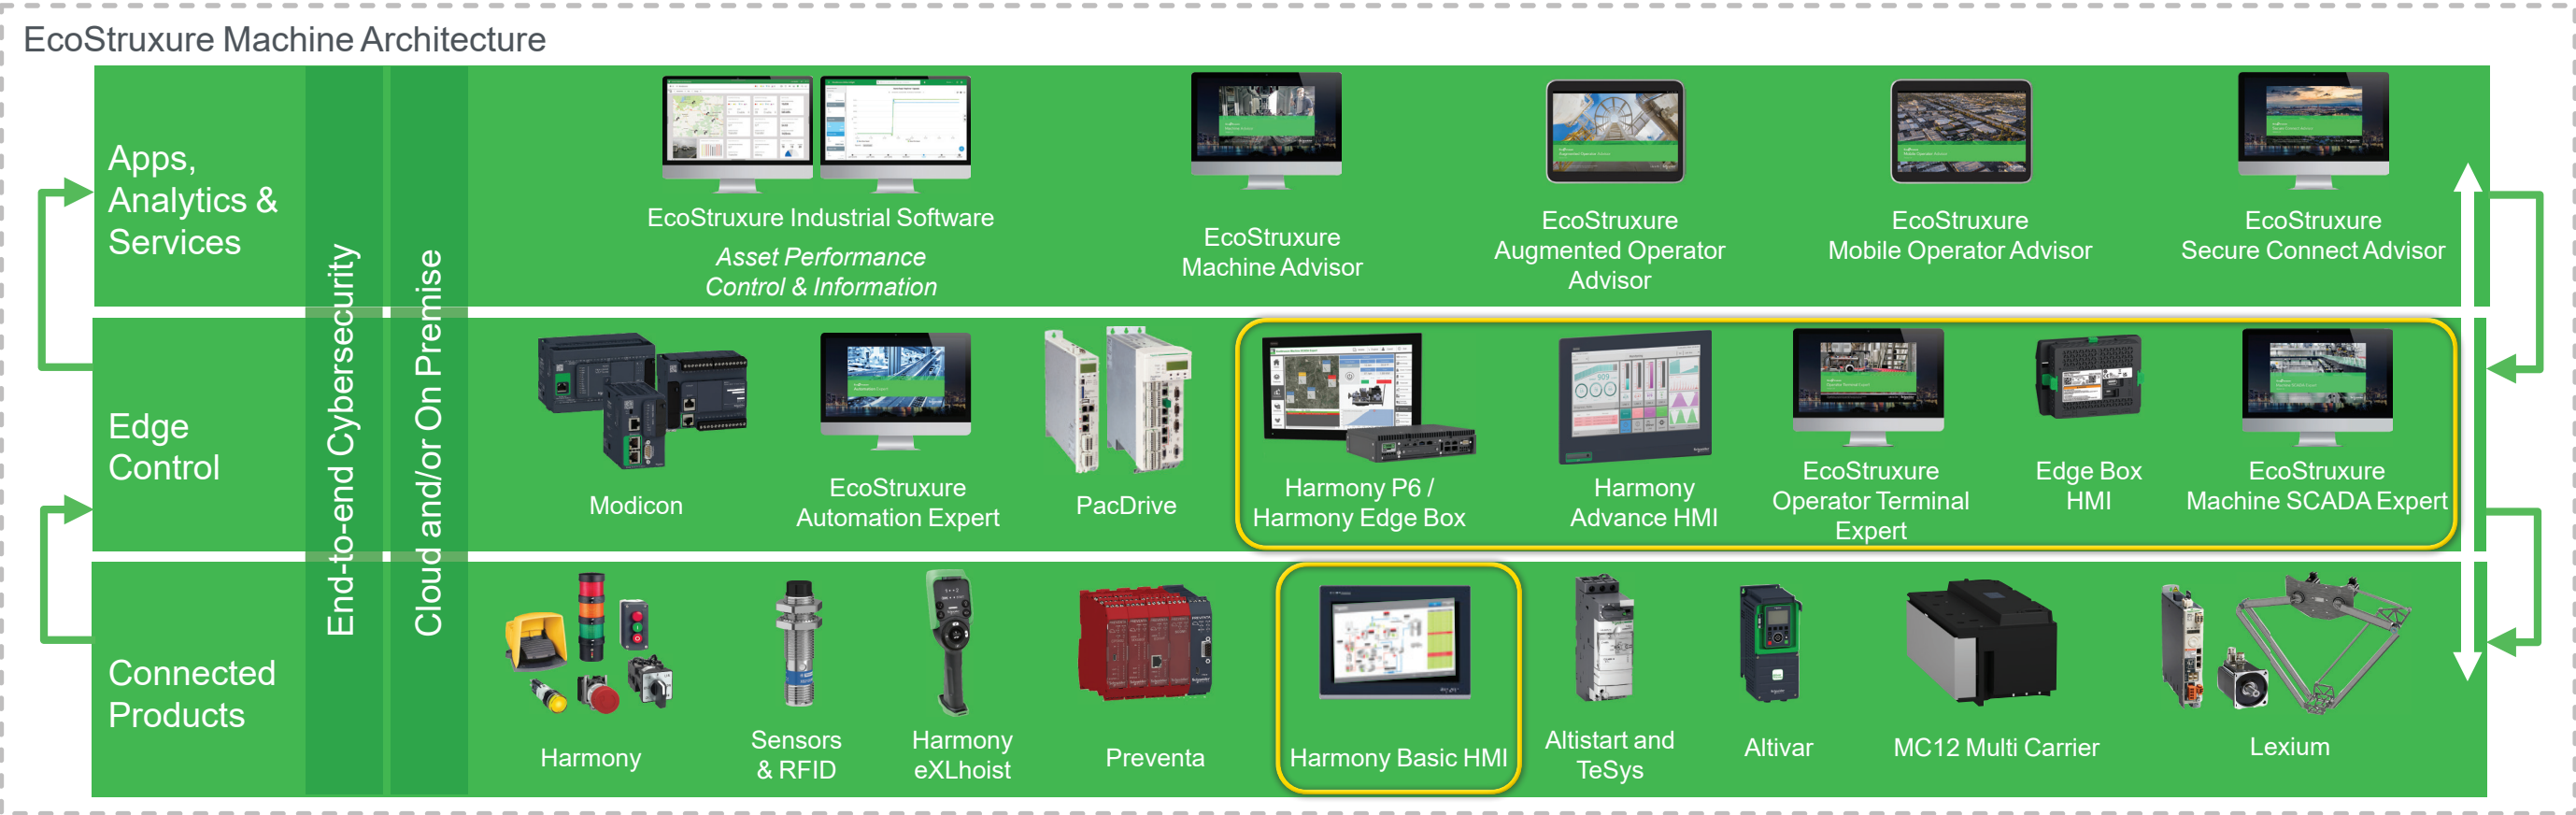 EcoStruxure Machine Architecture
Apps,
Analytics &
Services
End-to-end Cybersecurity
Cloud and/or On Premise
EcoStruxure Industrial Software
Asset Performance
Control & Information
EcoStruxure
Machine Advisor
EcoStruxure
Augmented Operator
Advisor
EcoStruxure
Mobile Operator Advisor
EcoStruxure
Secure Connect Advisor
Edge
Control
Modicon
EcoStruxure
Automation Expert
PacDrive
Harmony P6 /
Harmony Edge Box
Harmony
Advance HMI
EcoStruxure
Operator Terminal
Expert
Edge Box
HMI
EcoStruxure
Machine SCADA Expert
Connected
Products
Harmony
Sensors
& RFID
Harmony
eXLhoist
Preventa
Harmony Basic HMI
Altistart and
TeSys
Altivar
MC12 Multi Carrier
Lexium